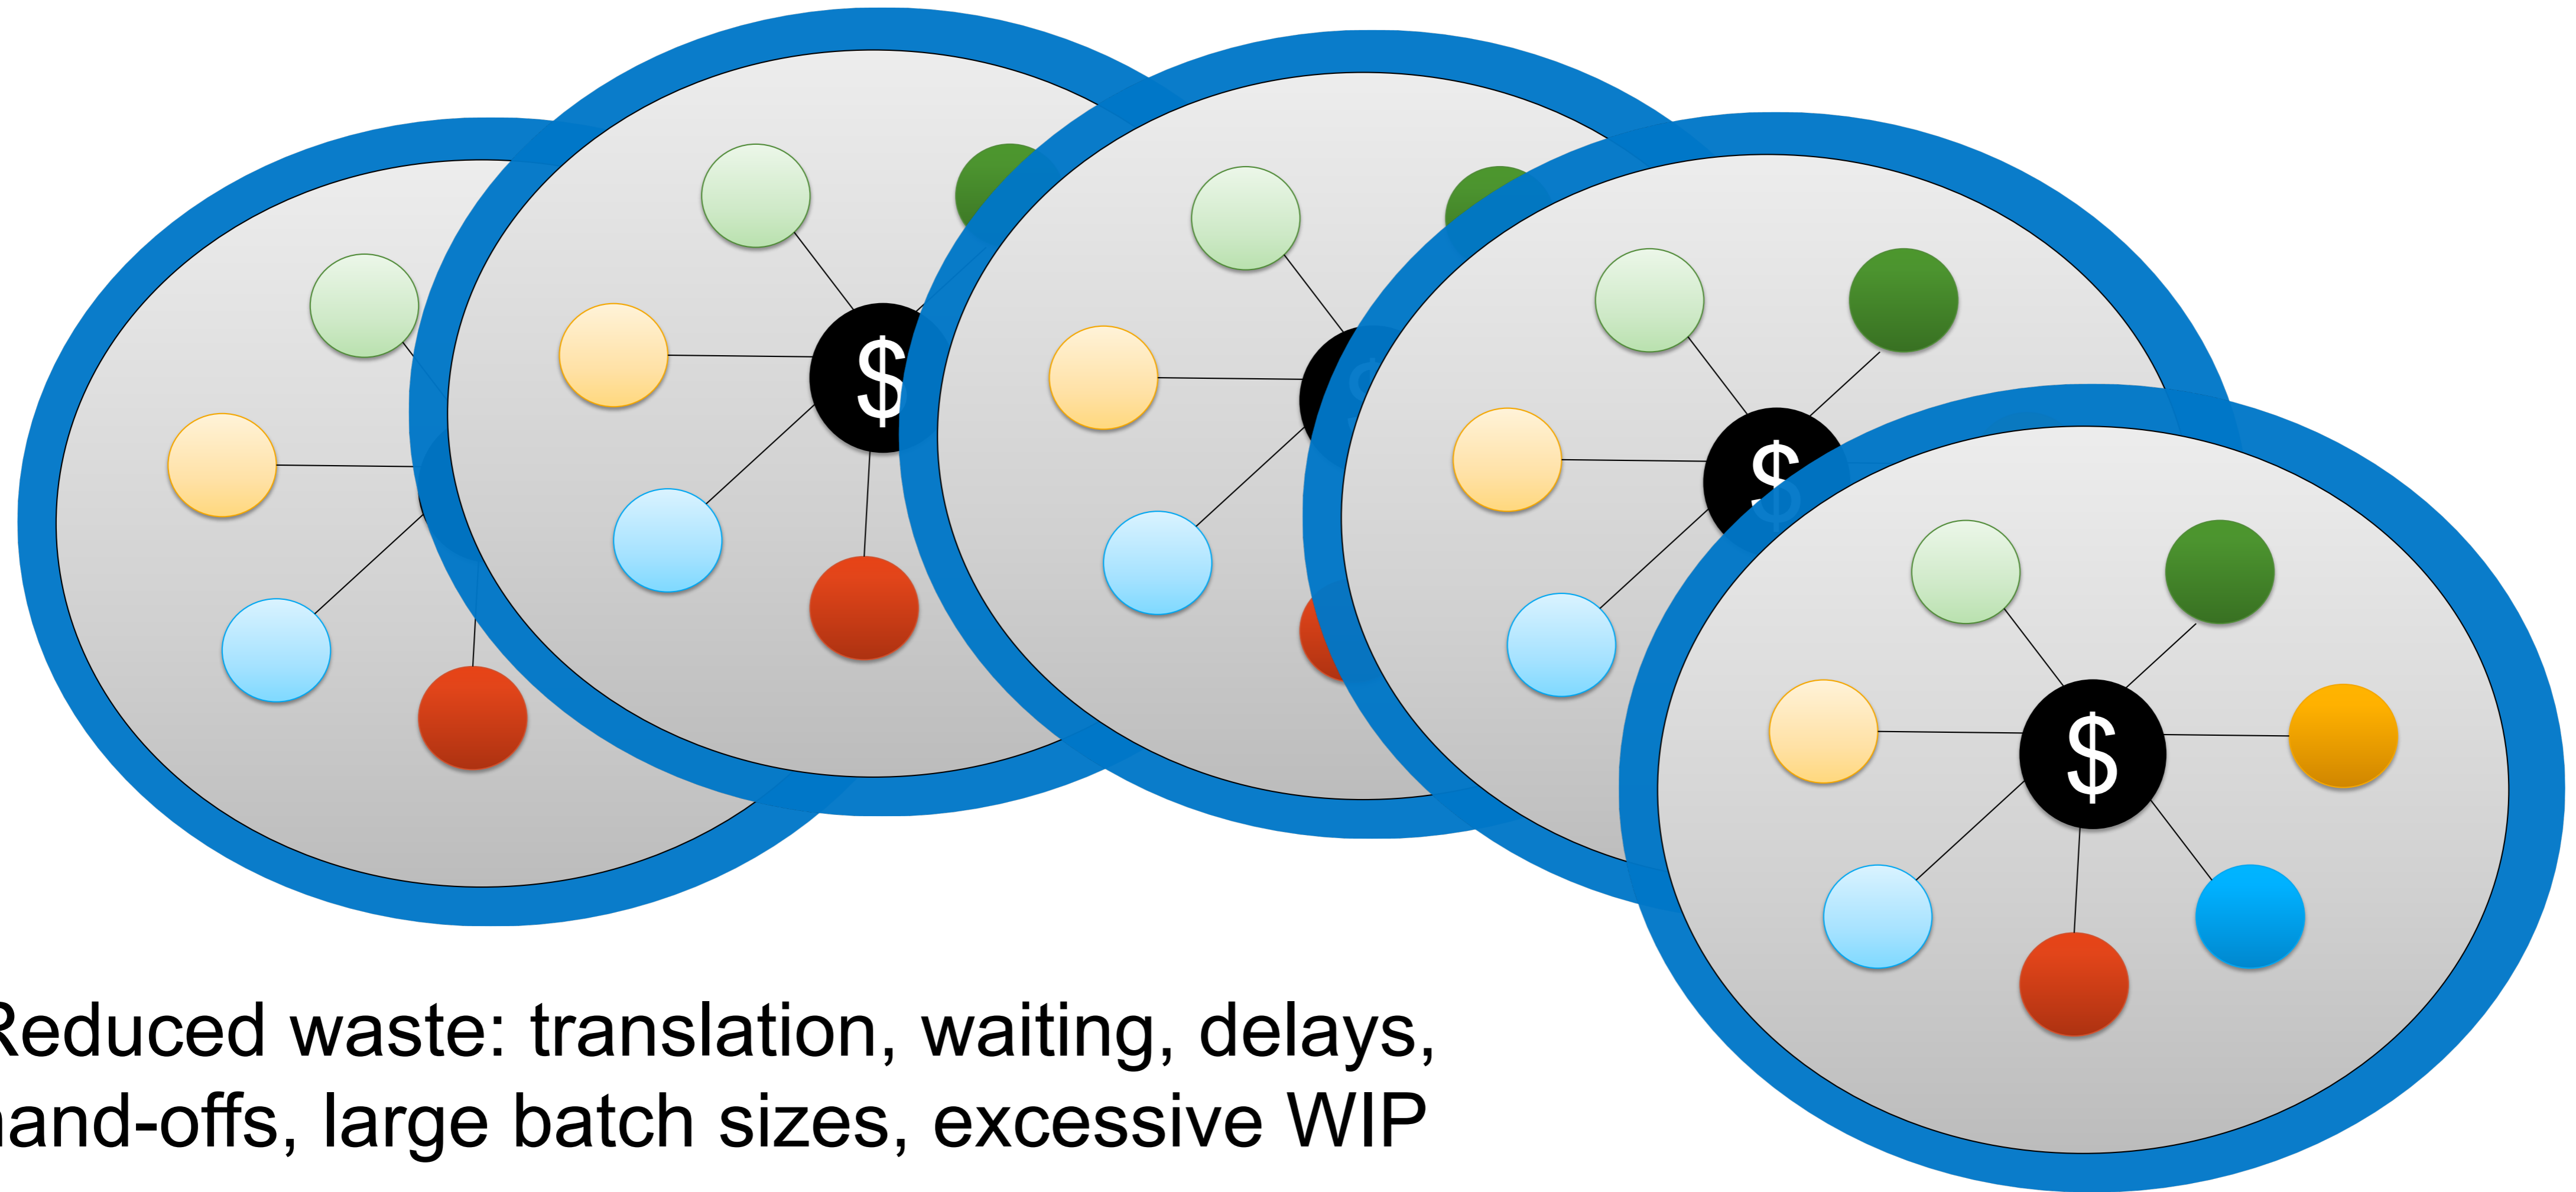 $
$
$
$
Reduced waste: translation, waiting, delays,
hand-offs, large batch sizes, excessive WIP